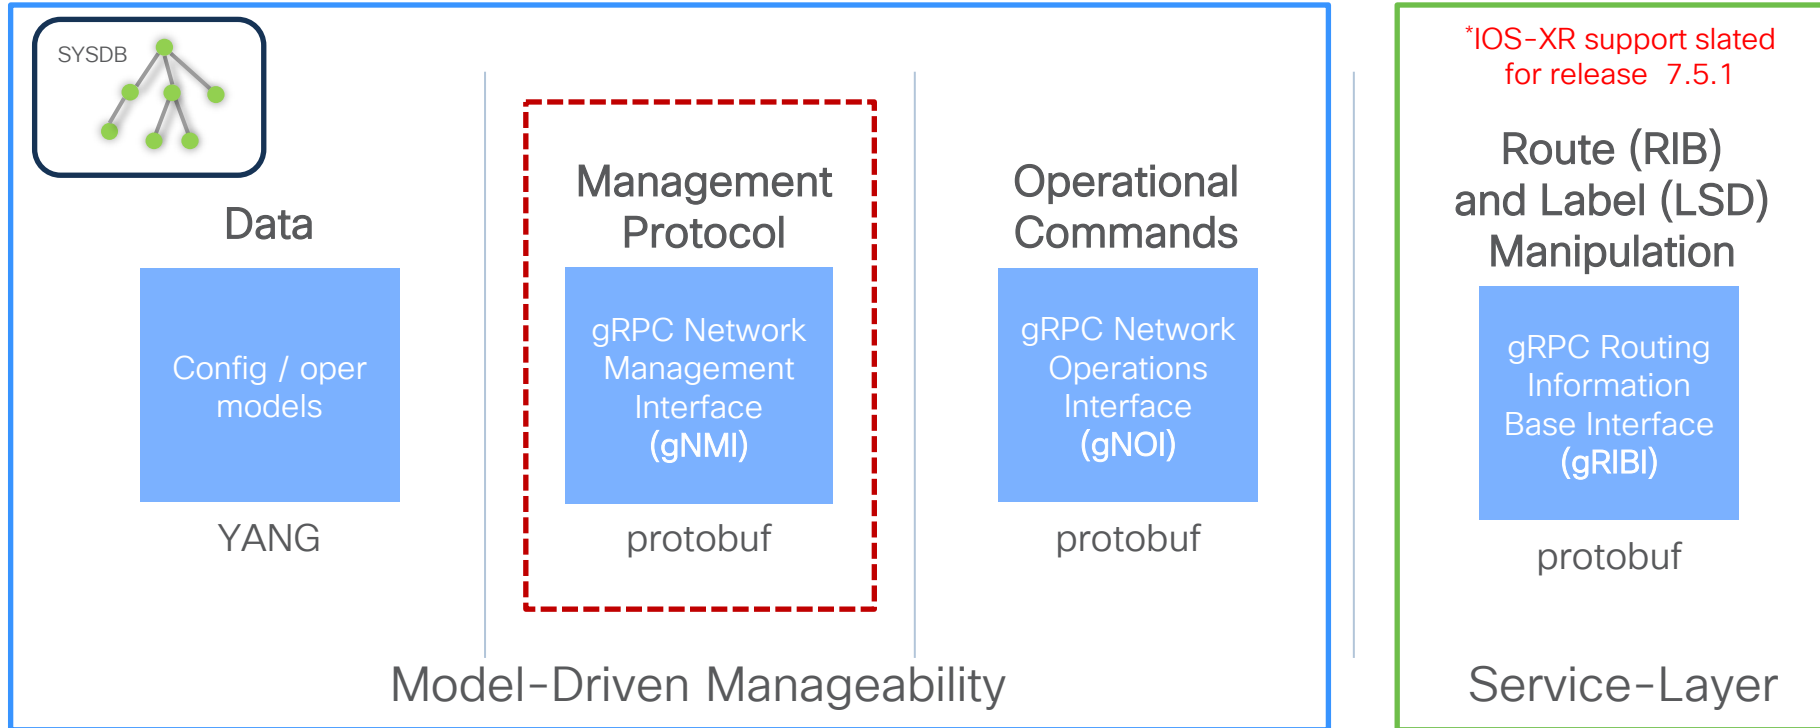 SYSDB
Data
Config / oper
models
YANG
Management
Protocol
gRPC Network
Management
Interface
(gNMI)
protobuf
Operational
Commands
gRPC Network
Operations
Interface
(gNOI)
protobuf
Model-Driven Manageability
*IOS-XR support slated
for release 7.5.1
Route (RIB)
and Label (LSD)
Manipulation
gRPC Routing
Information
Base Interface
(gRIBI)
protobuf
Service-Layer